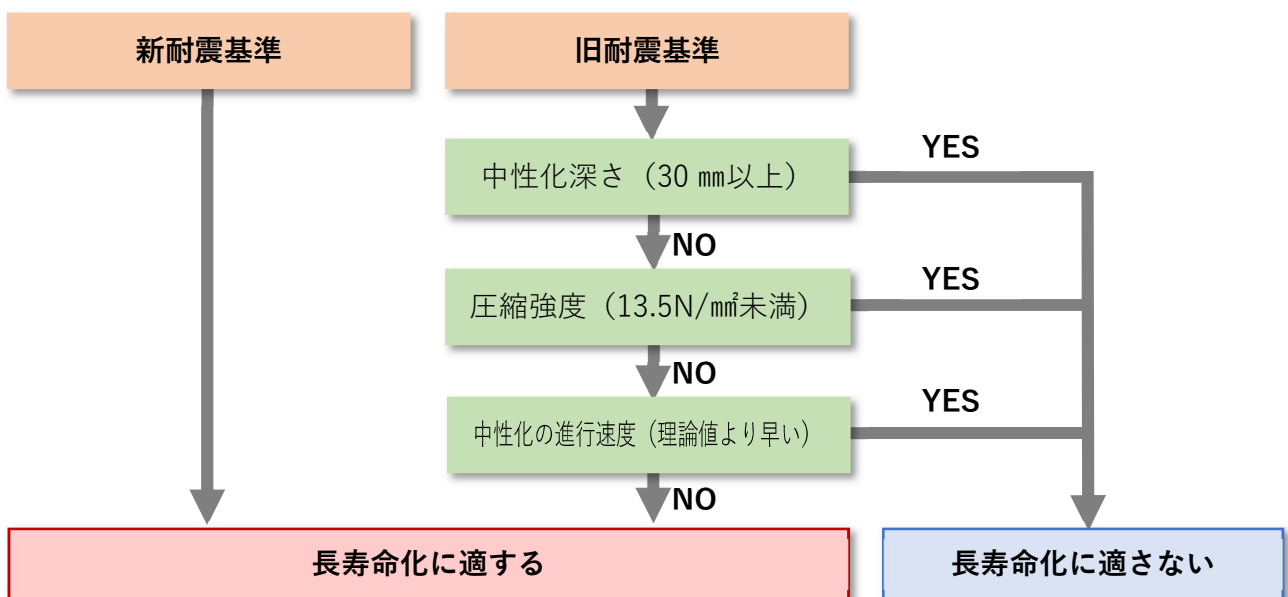 新耐震基準
旧耐震基準
中性化深さ（30 ㎜以上）
YES
NO
圧縮強度（13.5N/㎟未満）
YES
NO
中性化の進行速度（理論値より早い）
YES
NO
長寿命化に適する
長寿命化に適さない